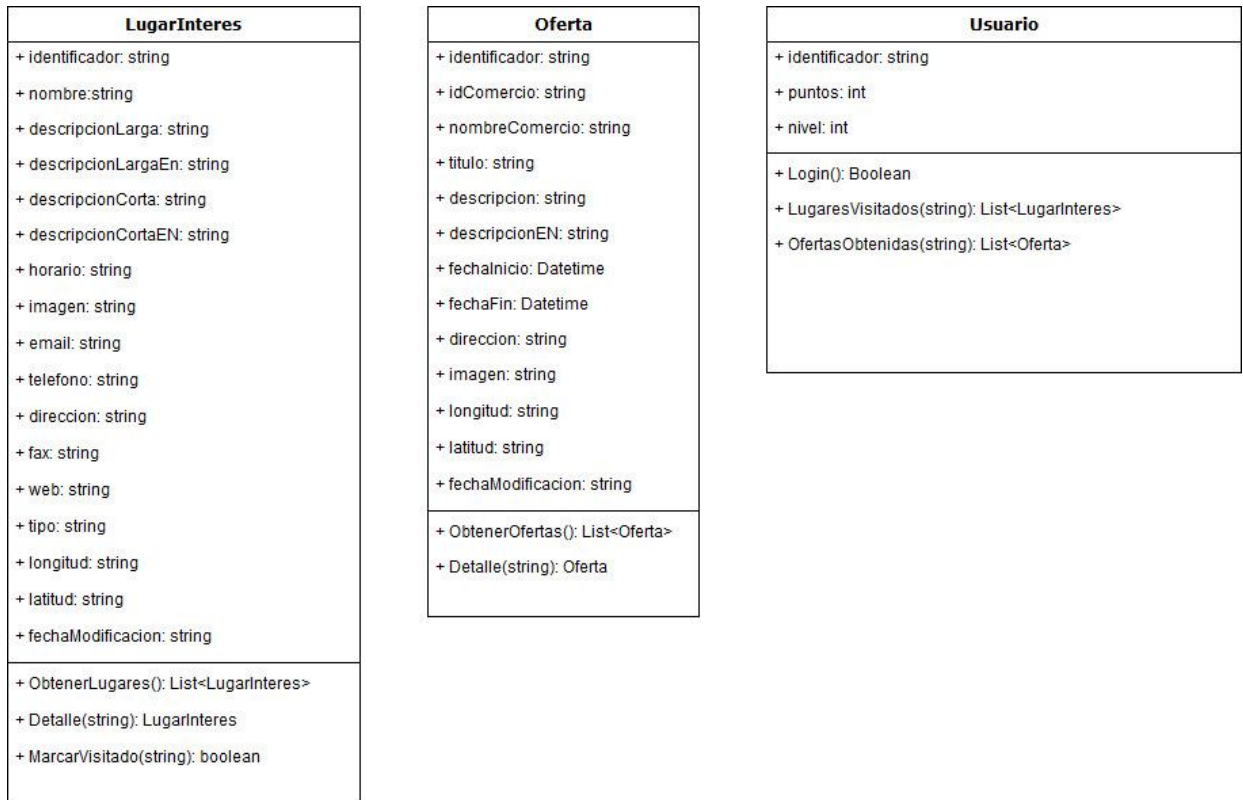 LugarInteres
+ identificador: string
+ nombre:string
+ descripcionLarga: string
+ descripcionLargaEn: string
+ descripcionCorta: string
+ descripcionCortaEN: string
+ horario: string
+ imagen: string
+ email: string
+ telefono: string
+ direccion: string
+ fax: string
+ web: string
+ tipo: string
+ longitud: string
+ latitud: string
+ fechaModificacion: string
+ ObtenerLugares(): List<LugarInteres>
+ Detalle(string): LugarInteres
+ MarcarVisitado(string): boolean
Oferta
+ identificador: string
+ idComercio: string
+ nombreComercio: string
+ titulo: string
+ descripcion: string
+ descripcionEN: string
+ fechaInicio: Datetime
+ fechaFin: Datetime
+ direccion: string
+ imagen: string
+ longitud: string
+ latitud: string
+ fechaModificacion: string
+ ObtenerOfertas(): List<Oferta>
+ Detalle(string): Oferta
Usuario
+ identificador: string
+ puntos: int
+ nivel: int
+ Login(): Boolean
+ LugaresVisitados(string): List<LugarInteres>
+ OfertasObtenidas(string): List<Oferta>